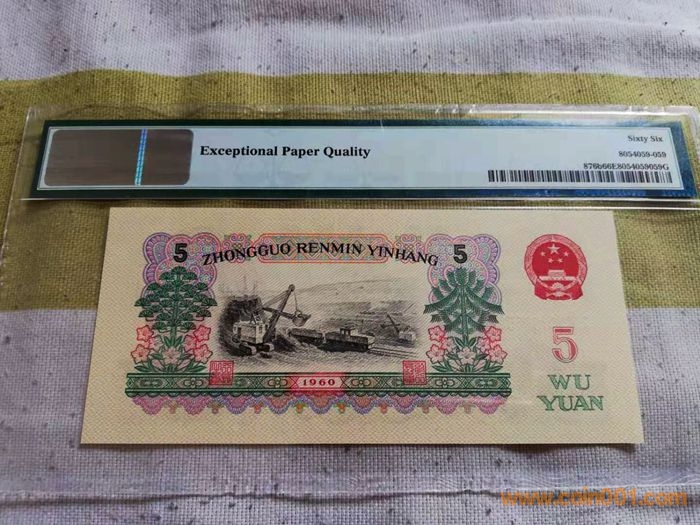 Exceptional Paper Quality
Sixty Six
8054059-059
876b66E8054059059G
5 ZHONGGUO RENMIN YINHANG 5
1960
5
WU
YUAN
www.coin001.com